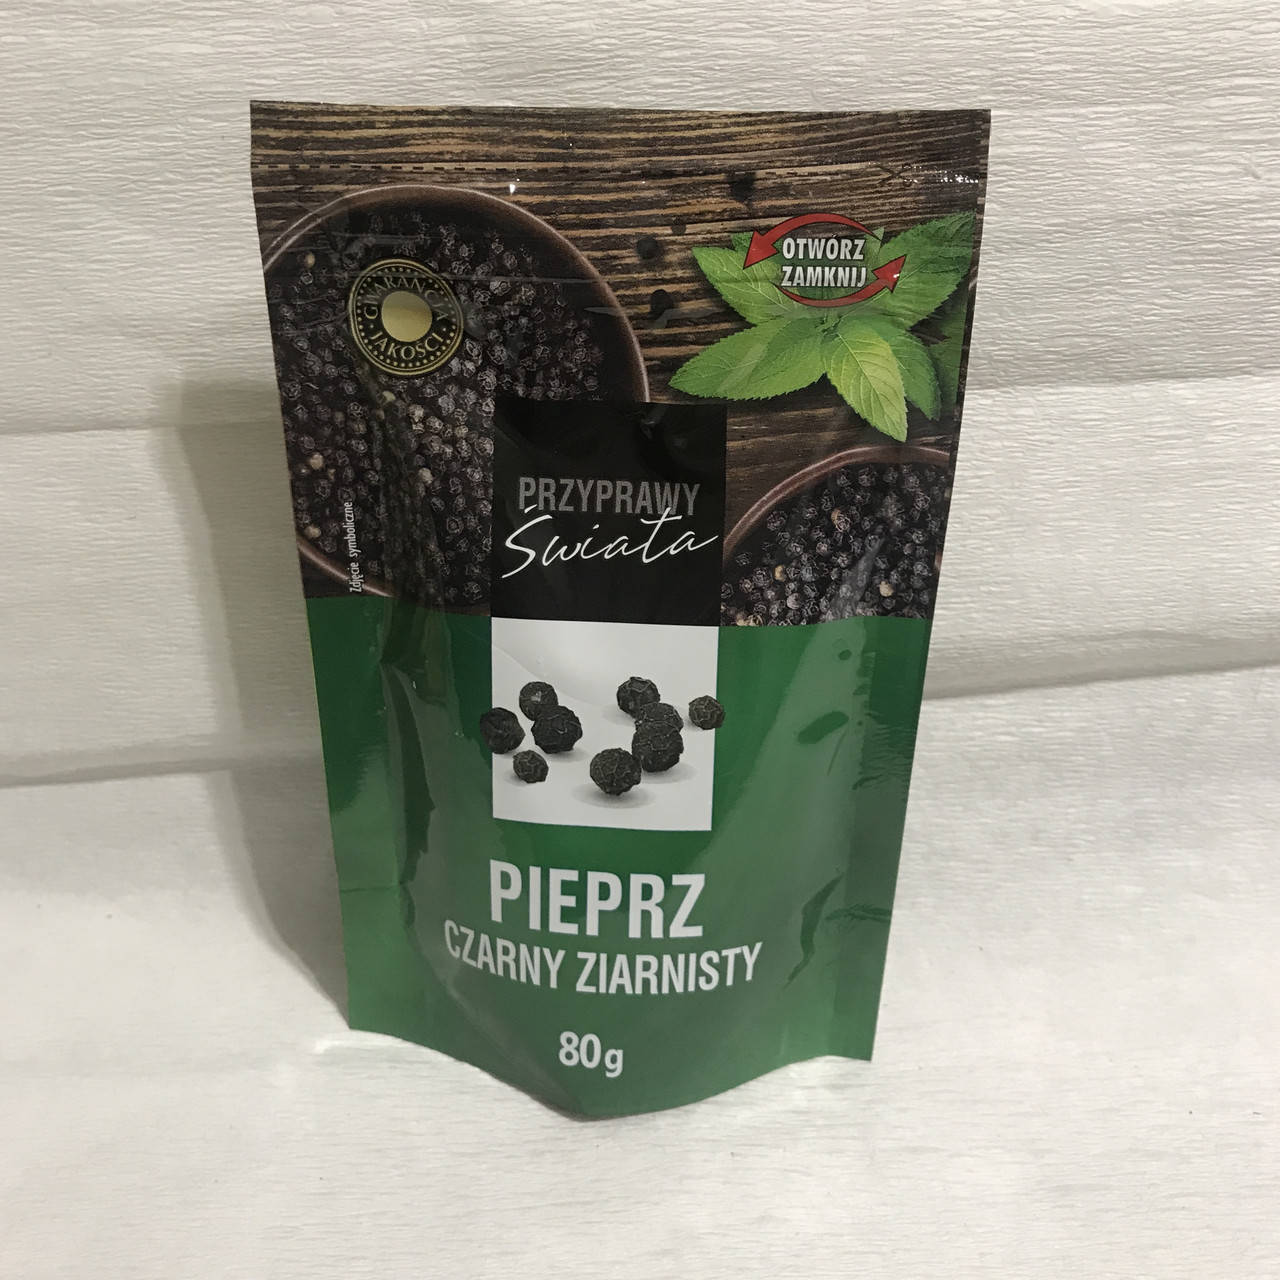 OTWÓRZ
ZAMKNIJ
GWARANCJA
JAKOŚCI
PRZYPRAWY
Świata
Zdjęcie symboliczne
PIEPRZ
CZARNY ZIARNISTY
80g